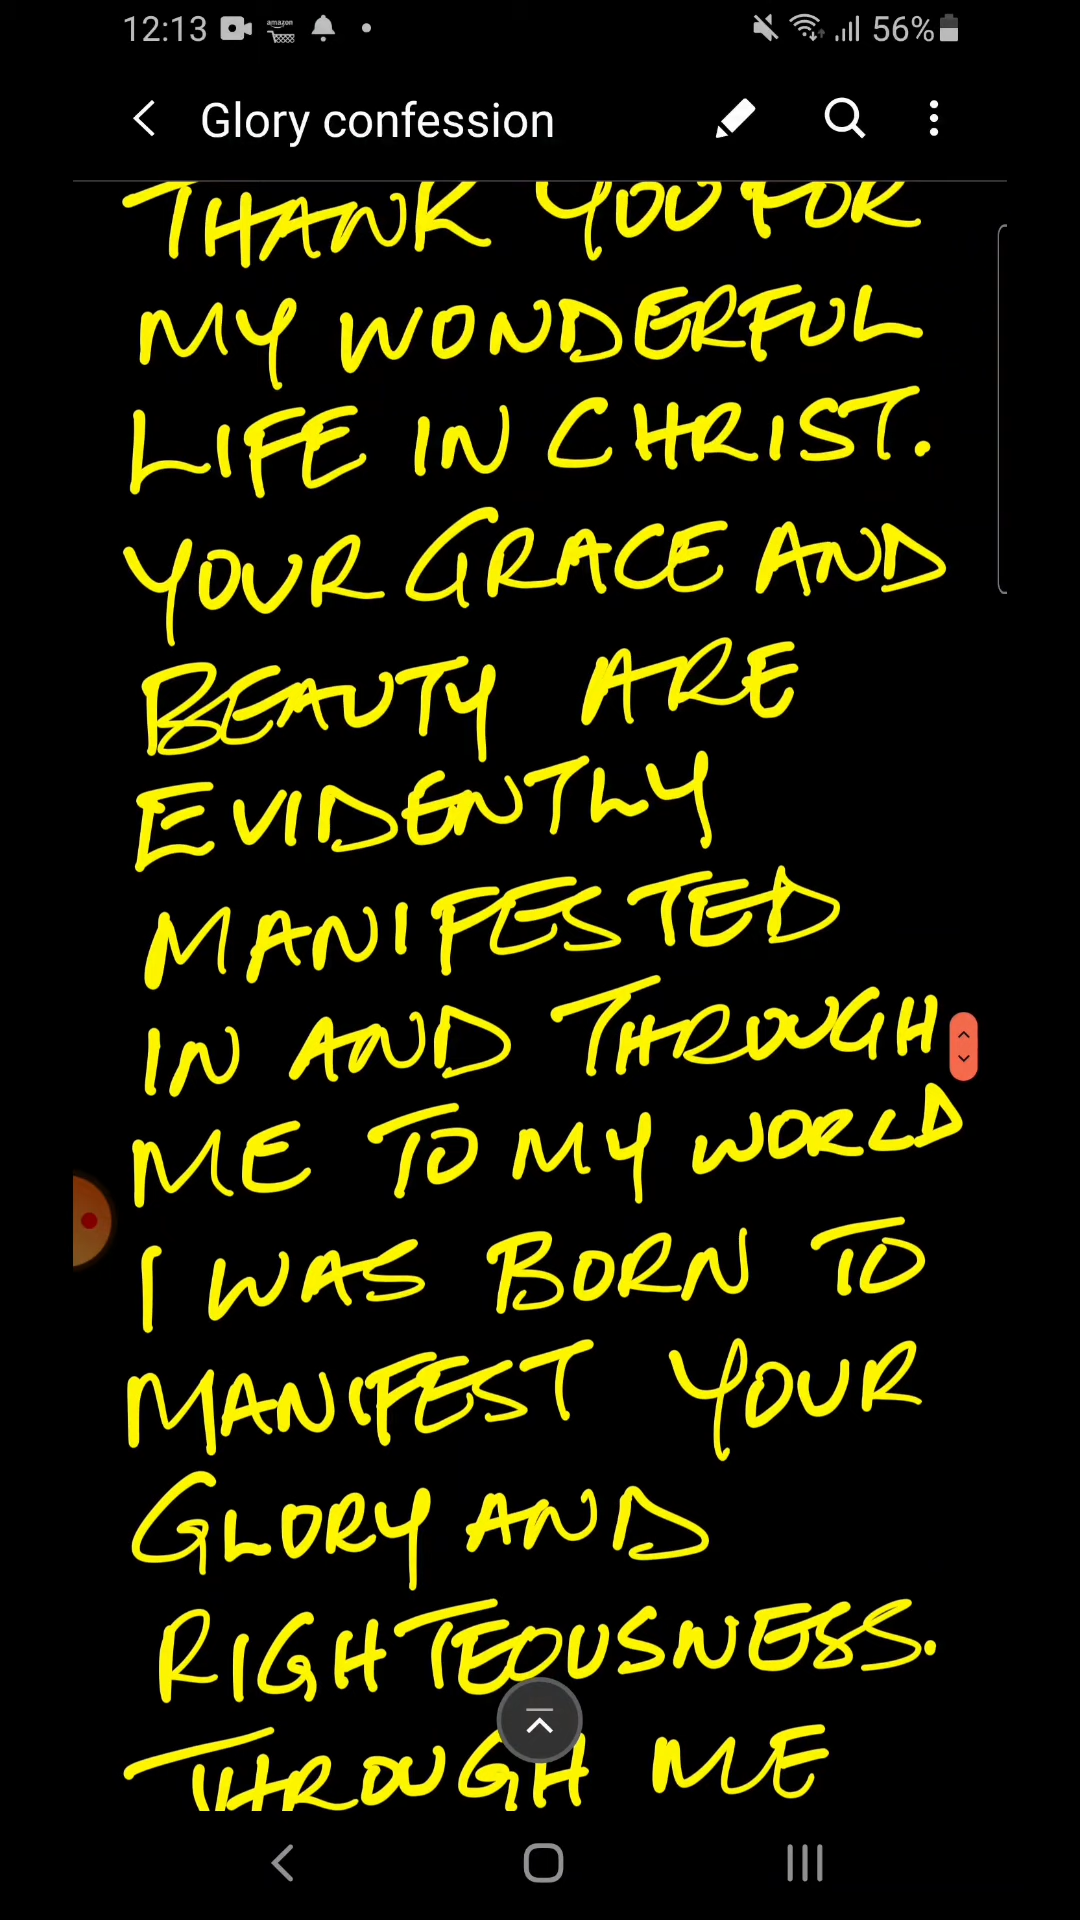 12:13 amazon 56%
Glory confession
THANK YOU FOR
MY WONDERFUL
LIFE IN CHRIST.
YOUR GRACE AND
BEAUTY ARE
EVIDENTLY
MANIFESTED
IN AND THROUGH
ME TO MY WORLD
I WAS BORN TO
MANIFEST YOUR
GLORY AND
RIGHTEOUSNESS.
THROUGH ME